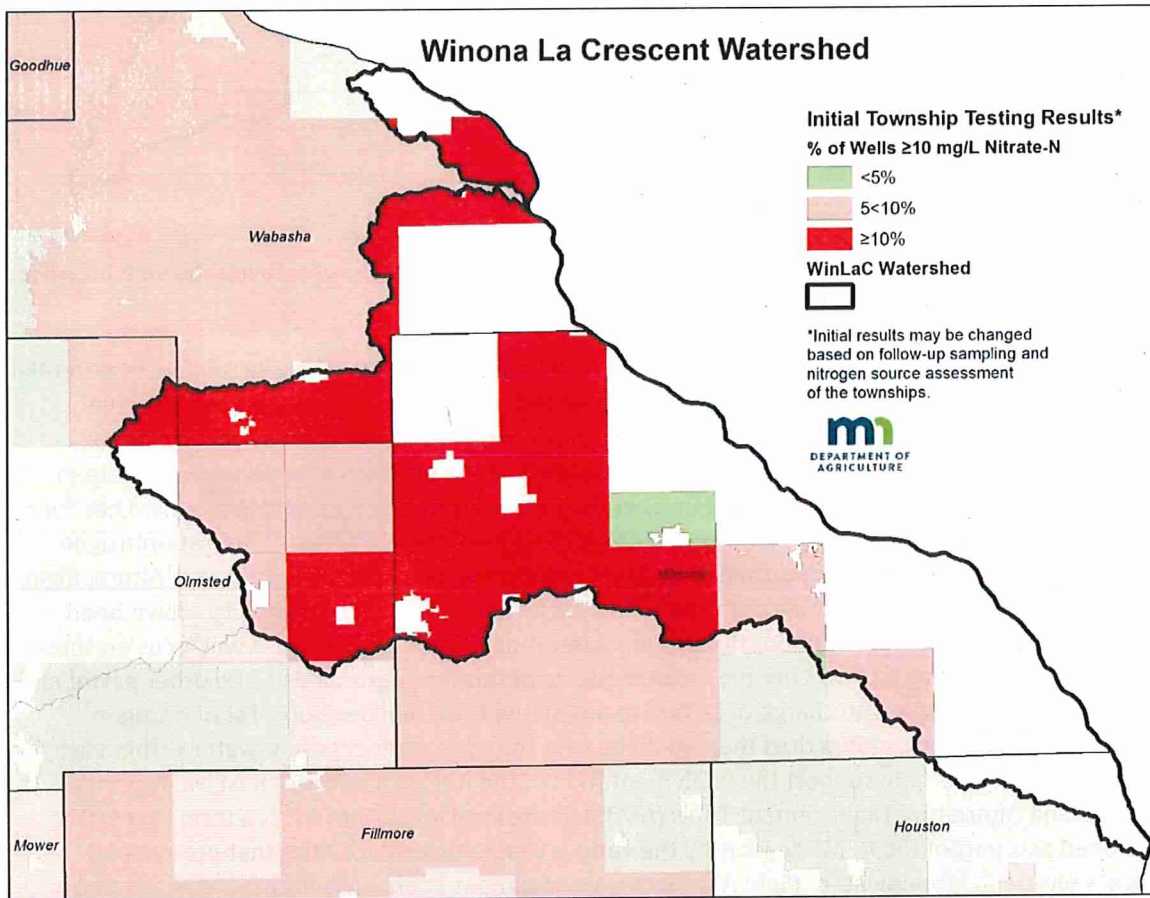 Winona La Crescent Watershed
Goodhue
Initial Township Testing Results*
% of Wells ≥10 mg/L Nitrate-N
<5%
5<10%
≥10%
WinLaC Watershed
*Initial results may be changed
based on follow-up sampling and
nitrogen source assessment
of the townships.
mn
DEPARTMENT OF
AGRICULTURE
Wabasha
Olmsted
Winona
Mower
Fillmore
Houston